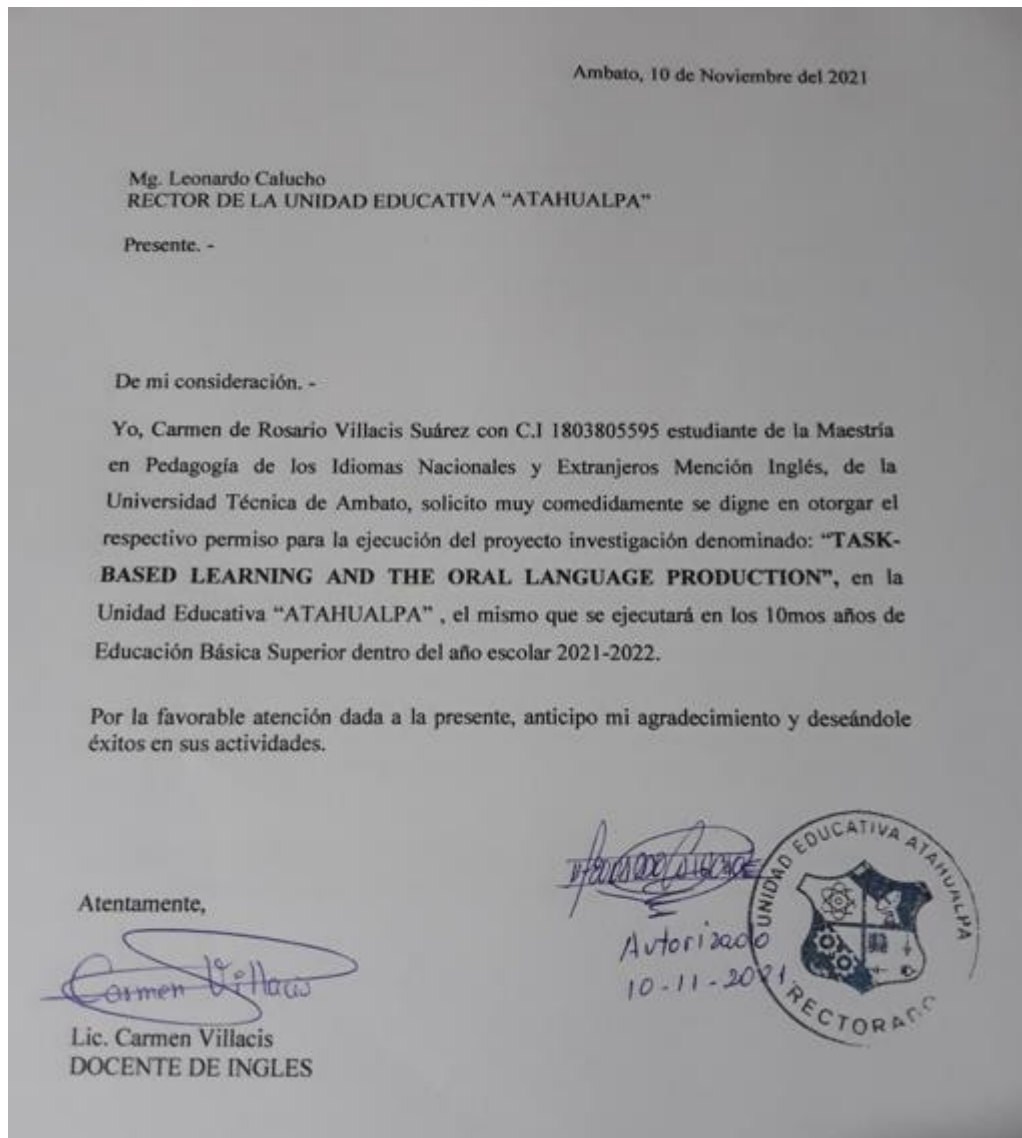 Ambato, 10 de Noviembre del 2021
Mg. Leonardo Calucho
RECTOR DE LA UNIDAD EDUCATIVA “ATAHUALPA”
Presente. -
De mi consideración. -
Yo, Carmen de Rosario Villacis Suárez con C.I 1803805595 estudiante de la Maestría
en Pedagogía de los Idiomas Nacionales y Extranjeros Mención Inglés, de la
Universidad Técnica de Ambato, solicito muy comedidamente se digne en otorgar el
respectivo permiso para la ejecución del proyecto investigación denominado: “TASK-
BASED LEARNING AND THE ORAL LANGUAGE PRODUCTION”, en la
Unidad Educativa “ATAHUALPA” , el mismo que se ejecutará en los 10mos años de
Educación Básica Superior dentro del año escolar 2021-2022.
Por la favorable atención dada a la presente, anticipo mi agradecimiento y deseándole
éxitos en sus actividades.
UNIDAD EDUCATIVA ATAHUALPA
RECTORADO
Autorizado
10-11-2021
Atentamente,
Carmen Villacis
Lic. Carmen Villacis
DOCENTE DE INGLES